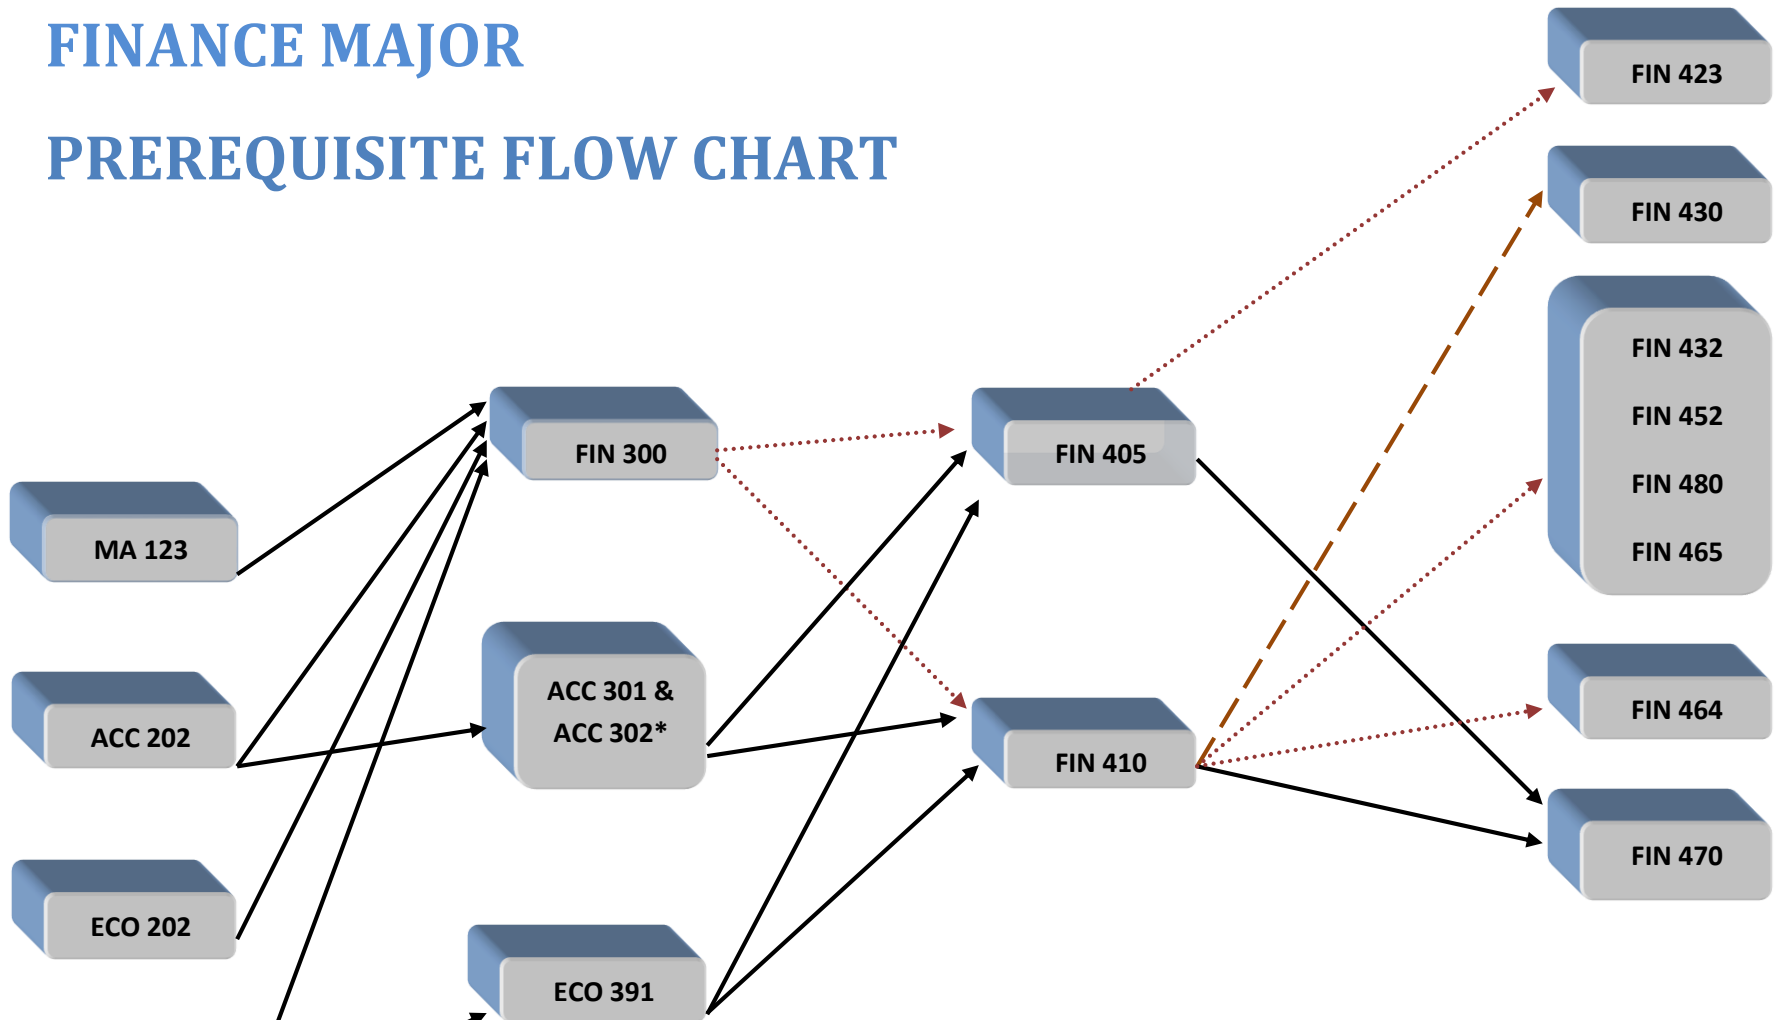 FINANCE MAJOR
PREREQUISITE FLOW CHART
FIN 423
FIN 430
FIN 432
FIN 452
FIN 480
FIN 465
FIN 300
FIN 405
MA 123
ACC 301 &
ACC 302*
ACC 202
FIN 410
FIN 464
FIN 470
ECO 202
ECO 391